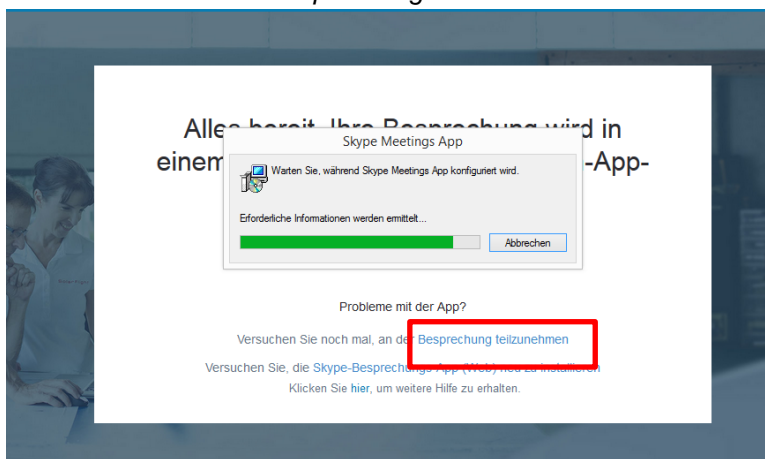 Alles bereit. Ihre Besprechung wird in
einem
-App-
Skype Meetings App
Warten Sie, während Skype Meetings App konfiguriert wird.
Erforderliche Informationen werden ermittelt...
Abbrechen
Probleme mit der App?
Versuchen Sie noch mal, an der Besprechung teilzunehmen
Versuchen Sie, die Skype-Besprechungs-App (Web) neu zu installieren
Klicken Sie hier, um weitere Hilfe zu erhalten.